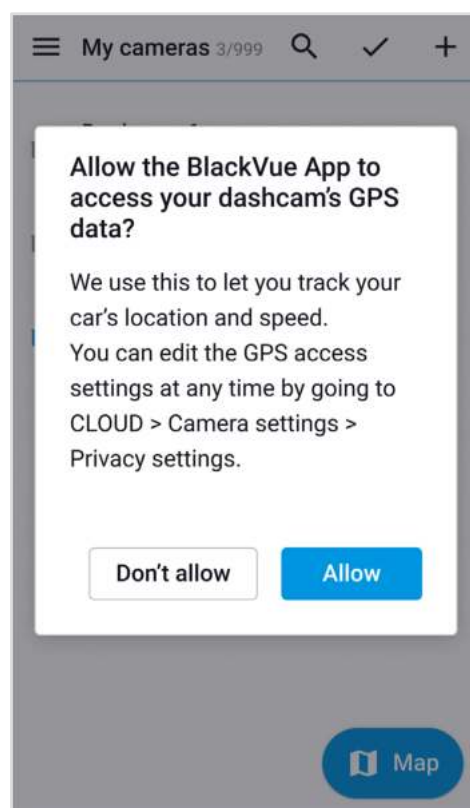 My cameras 3/999
Allow the BlackVue App to
access your dashcam's GPS
data?
We use this to let you track your
car's location and speed.
You can edit the GPS access
settings at any time by going to
CLOUD > Camera settings >
Privacy settings.
Don't allow
Allow
Map